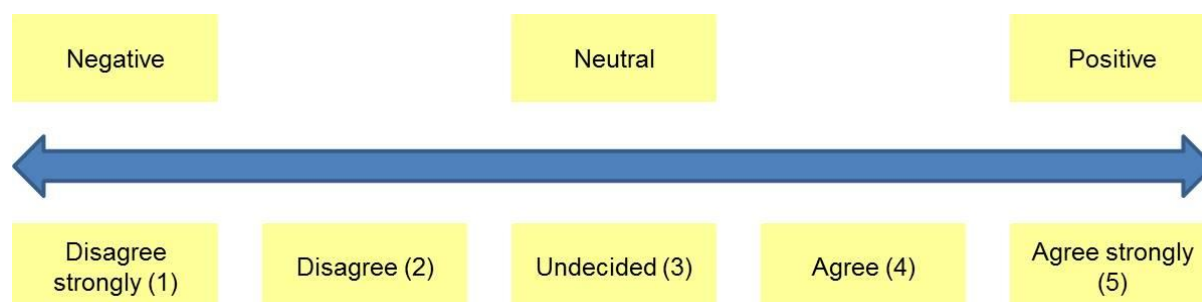 Negative
Neutral
Positive
Disagree
strongly (1)
Disagree (2)
Undecided (3)
Agree (4)
Agree strongly
(5)